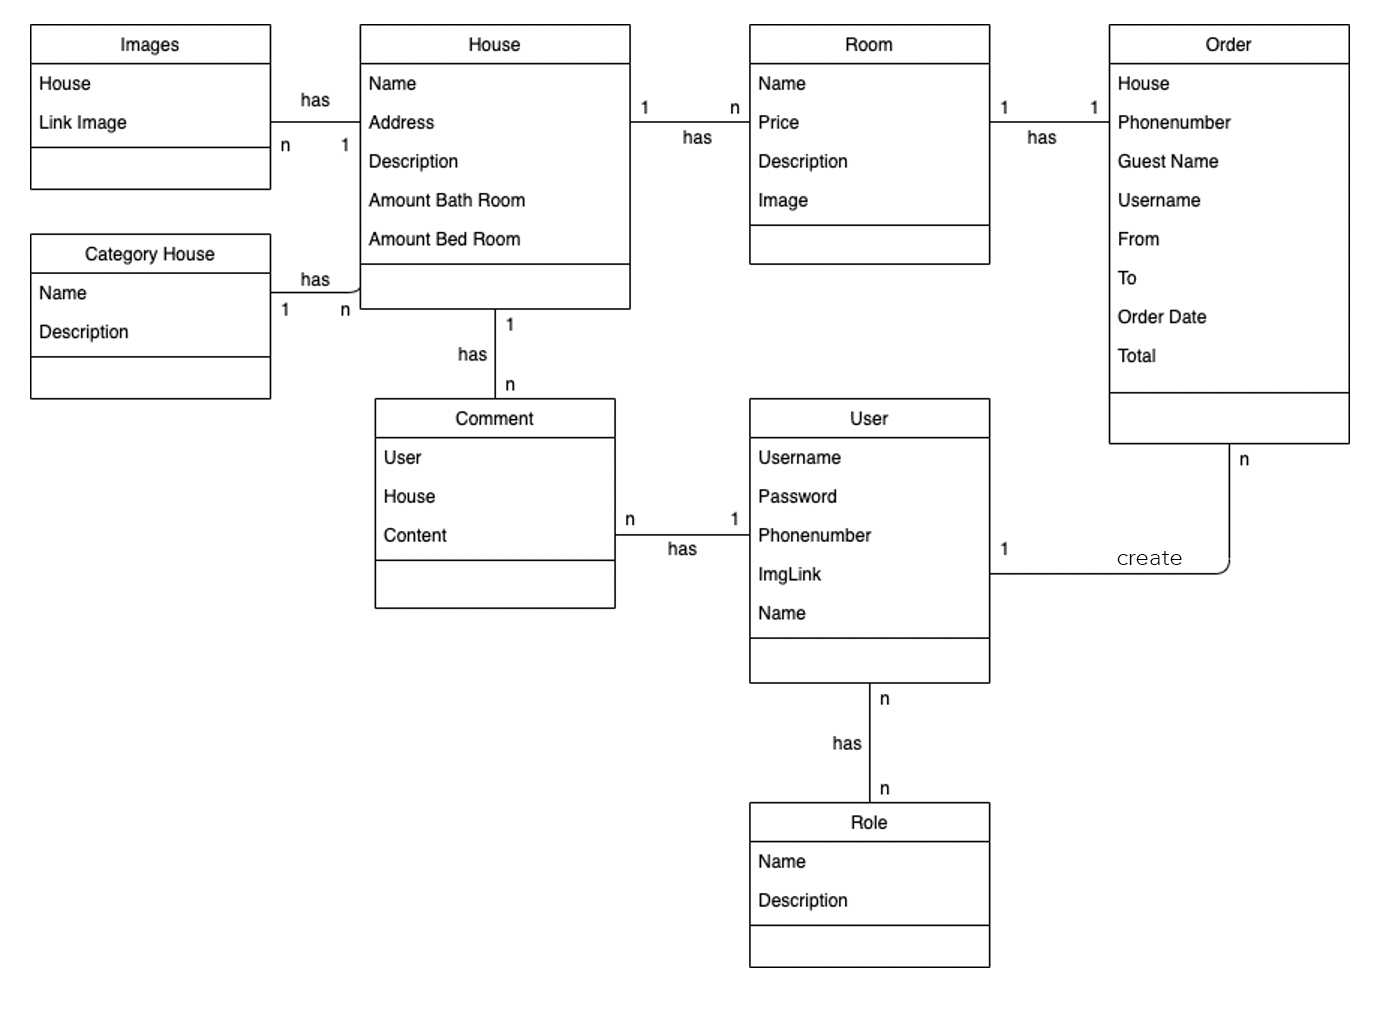 Images
House
Link Image
has
n
1
Category House
Name
Description
has
1
n
House
Name
Address
Description
Amount Bath Room
Amount Bed Room
1
n
has
Room
Name
Price
Description
Image
1
1
has
Order
House
Phonenumber
Guest Name
Username
From
To
Order Date
Total
1
has
n
Comment
User
House
Content
n
1
has
User
Username
Password
Phonenumber
ImgLink
Name
1
create
n
n
has
n
Role
Name
Description